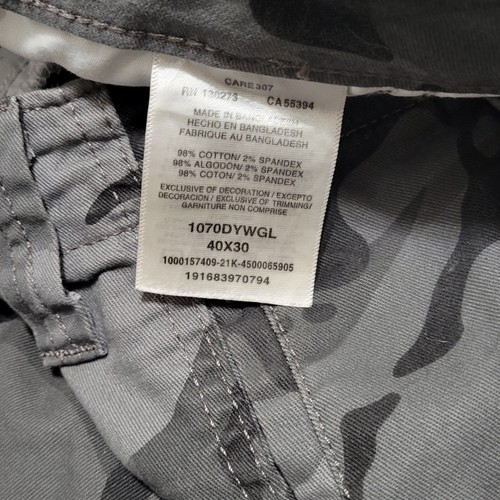 CARE307
RN 130273 CA55394
MADE IN BANGLADESH
HECHO EN BANGLADESH
FABRIQUE AU BANGLADESH
98% COTTON/ 2% SPANDEX
98% ALGODON/ 2% SPANDEX
98% COTON/ 2% SPANDEX
EXCLUSIVE OF DECORATION / EXCEPTO
DECORACION / EXCLUSIVE OF TRIMMING/
GARNITURE NON COMPRISE
1070DYWGL
40X30
1000157409-21K-4500065905
191683970794